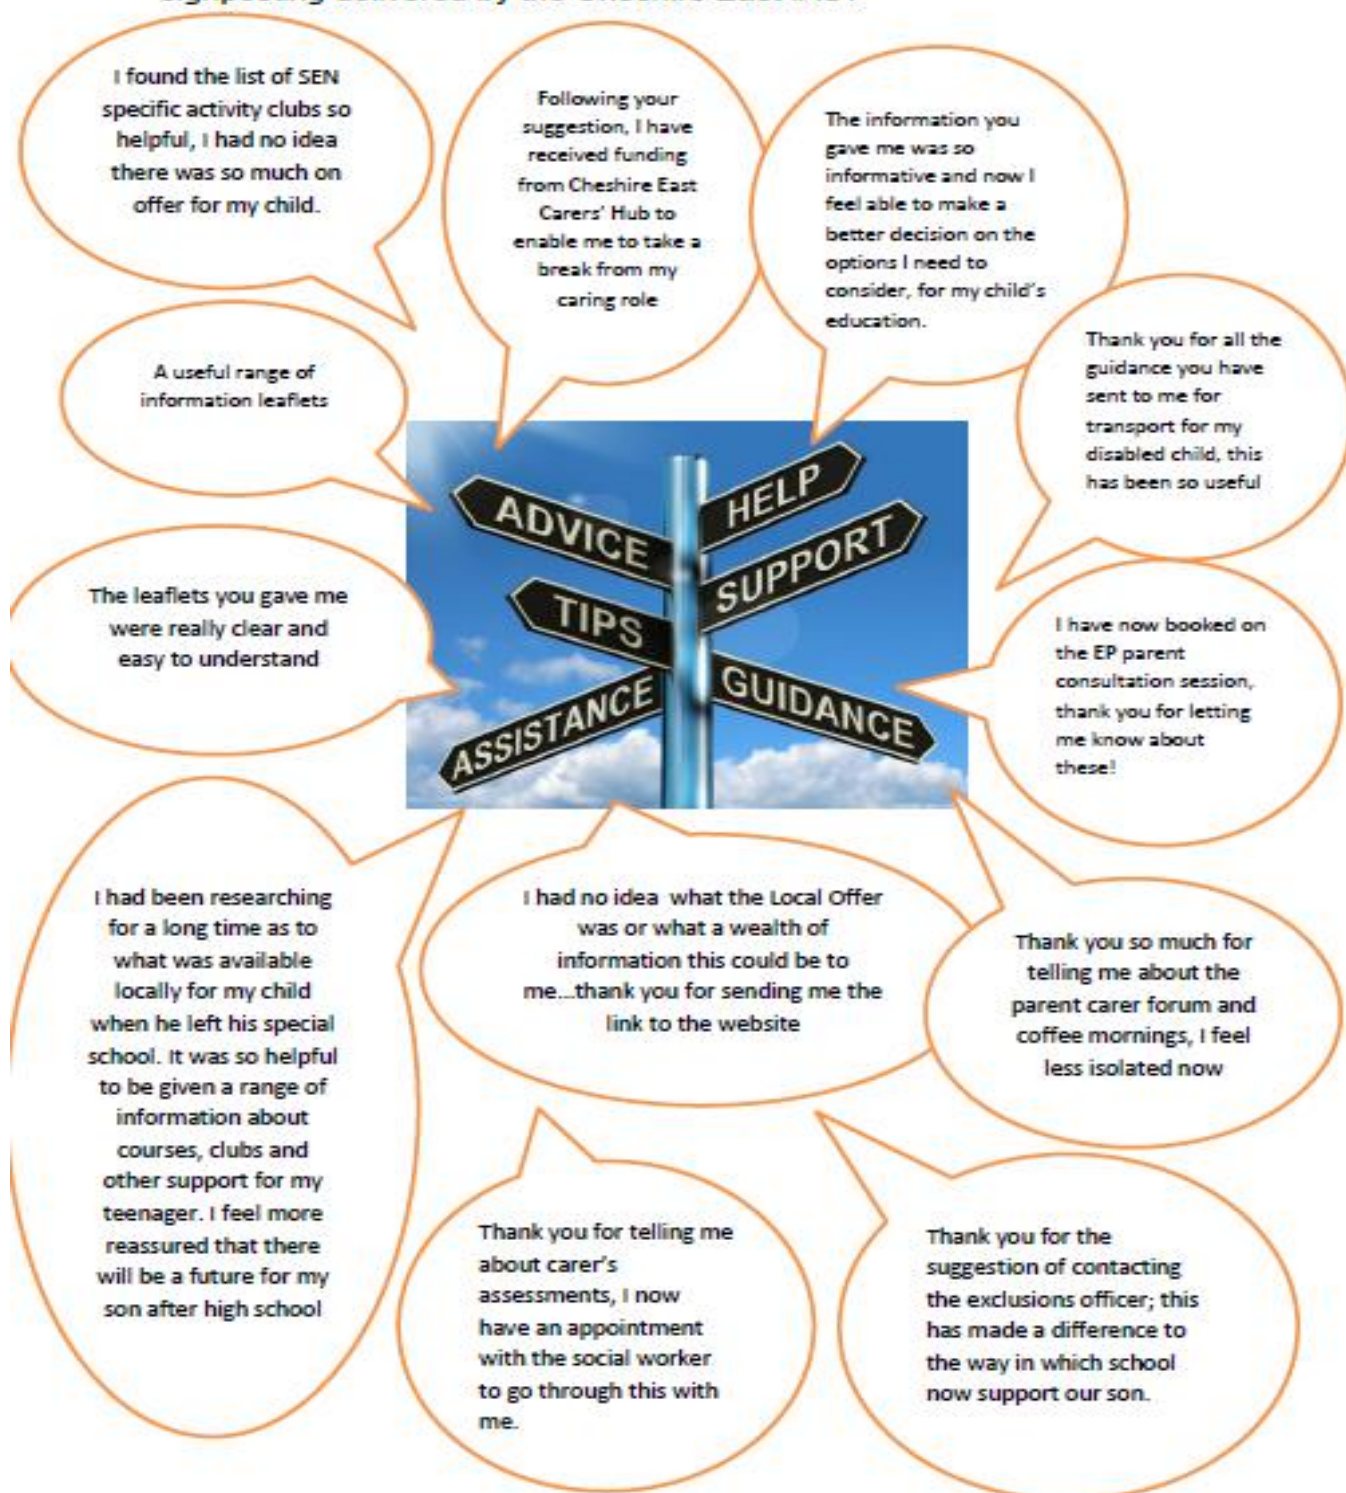 delivered by the Cheshire East
I found the list of SEN
specific activity clubs so
helpful, I had no idea
there was so much on
offer for my child.
Following your
suggestion, I have
received funding
from Cheshire East
Carers' Hub to
enable me to take a
break from my
caring role
The information you
gave me was so
informative and now I
feel able to make a
better decision on the
options I need to
consider, for my child's
education.
Thank you for all the
guidance you have
sent to me for
transport for my
disabled child, this
has been so useful
A useful range of
information leaflets
ADVICE
HELP
SUPPORT
TIPS
GUIDANCE
ASSISTANCE
The leaflets you gave me
were really clear and
easy to understand
I have now booked on
the EP parent
consultation session,
thank you for letting
me know about
these!
I had been researching
for a long time as to
what was available
locally for my child
when he left his special
school. It was so helpful
to be given a range of
information about
courses, clubs and
other support for my
teenager. I feel more
reassured that there
will be a future for my
son after high school
I had no idea what the Local Offer
was or what a wealth of
information this could be to
me...thank you for sending me the
link to the website
Thank you so much for
telling me about the
parent carer forum and
coffee mornings, I feel
less isolated now
Thank you for telling me
about carer's
assessments, I now
have an appointment
with the social worker
to go through this with
me.
Thank you for the
suggestion of contacting
the exclusions officer; this
has made a difference to
the way in which school
now support our son.